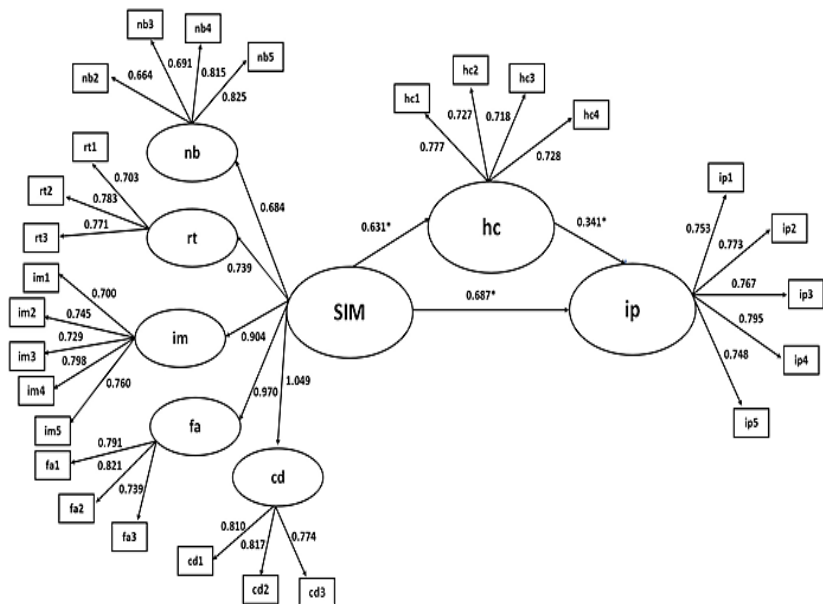 nb3
nb4
nb2
nb5
0.691
0.815
0.664
0.825
nb
rt1
rt2
rt3
0.703
0.783
0.771
rt
0.684
0.739
im1
im2
im3
im4
im5
0.700
0.745
0.729
0.798
0.760
im
0.904
0.970
1.049
fa1
fa2
fa3
0.791
0.821
0.739
fa
cd
0.810
0.817
0.774
cd1
cd2
cd3
SIM
0.631*
0.687*
hc1
hc2
hc3
hc4
0.777
0.727
0.718
0.728
hc
0.341*
ip
ip1
ip2
ip3
ip4
ip5
0.753
0.773
0.767
0.795
0.748